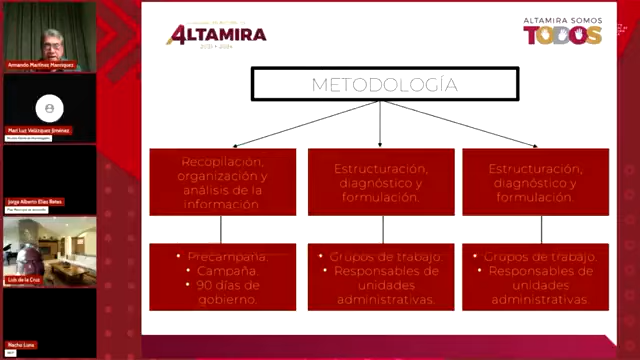 ALTAMIRA
2021 • 2024
ALTAMIRA SOMOS
TODOS
METODOLOGÍA
Recopilación,
organización y
análisis de la
información.
Estructuración,
diagnóstico y
formulación.
Estructuración,
diagnóstico y
formulación.
• Precampaña.
• Campaña.
• 90 días de
gobierno.
• Grupos de trabajo.
• Responsables de
unidades
administrativas.
• Grupos de trabajo.
• Responsables de
unidades
administrativas.
Armando Martínez Manríquez
Mari Luz Velázquez Jiménez
Jorge Alberto Elías Retes
Luis de la Cruz
Nacho Luna